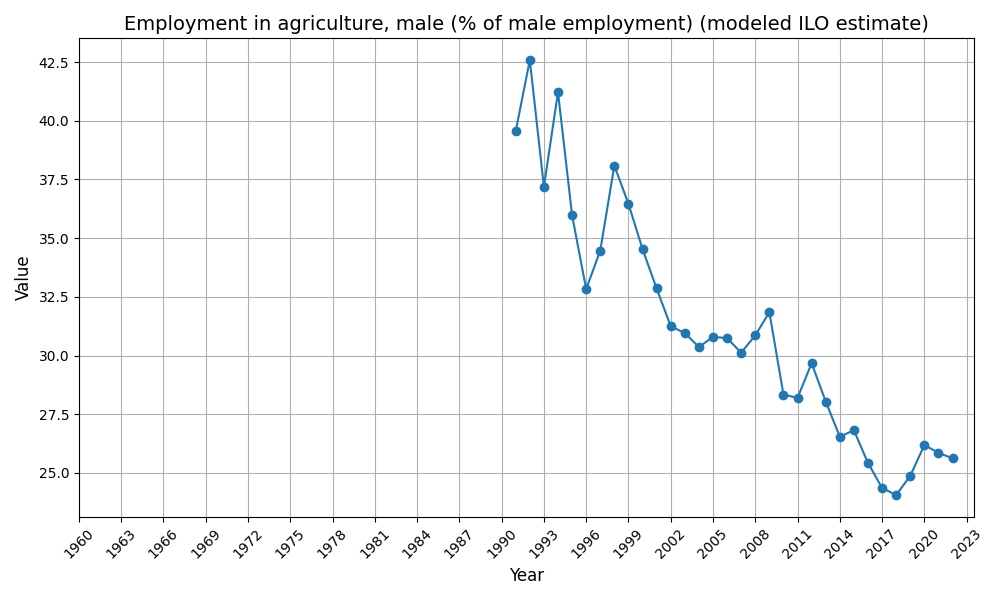 Employment in agriculture, male (% of male employment) (modeled ILO estimate)
Value
42.5
40.0
37.5
35.0
32.5
30.0
27.5
25.0
1960 1963 1966 1969 1972 1975 1978 1981 1984 1987 1990 1993 1996 1999 2002 2005 2008 2011 2014 2017 2020 2023
Year